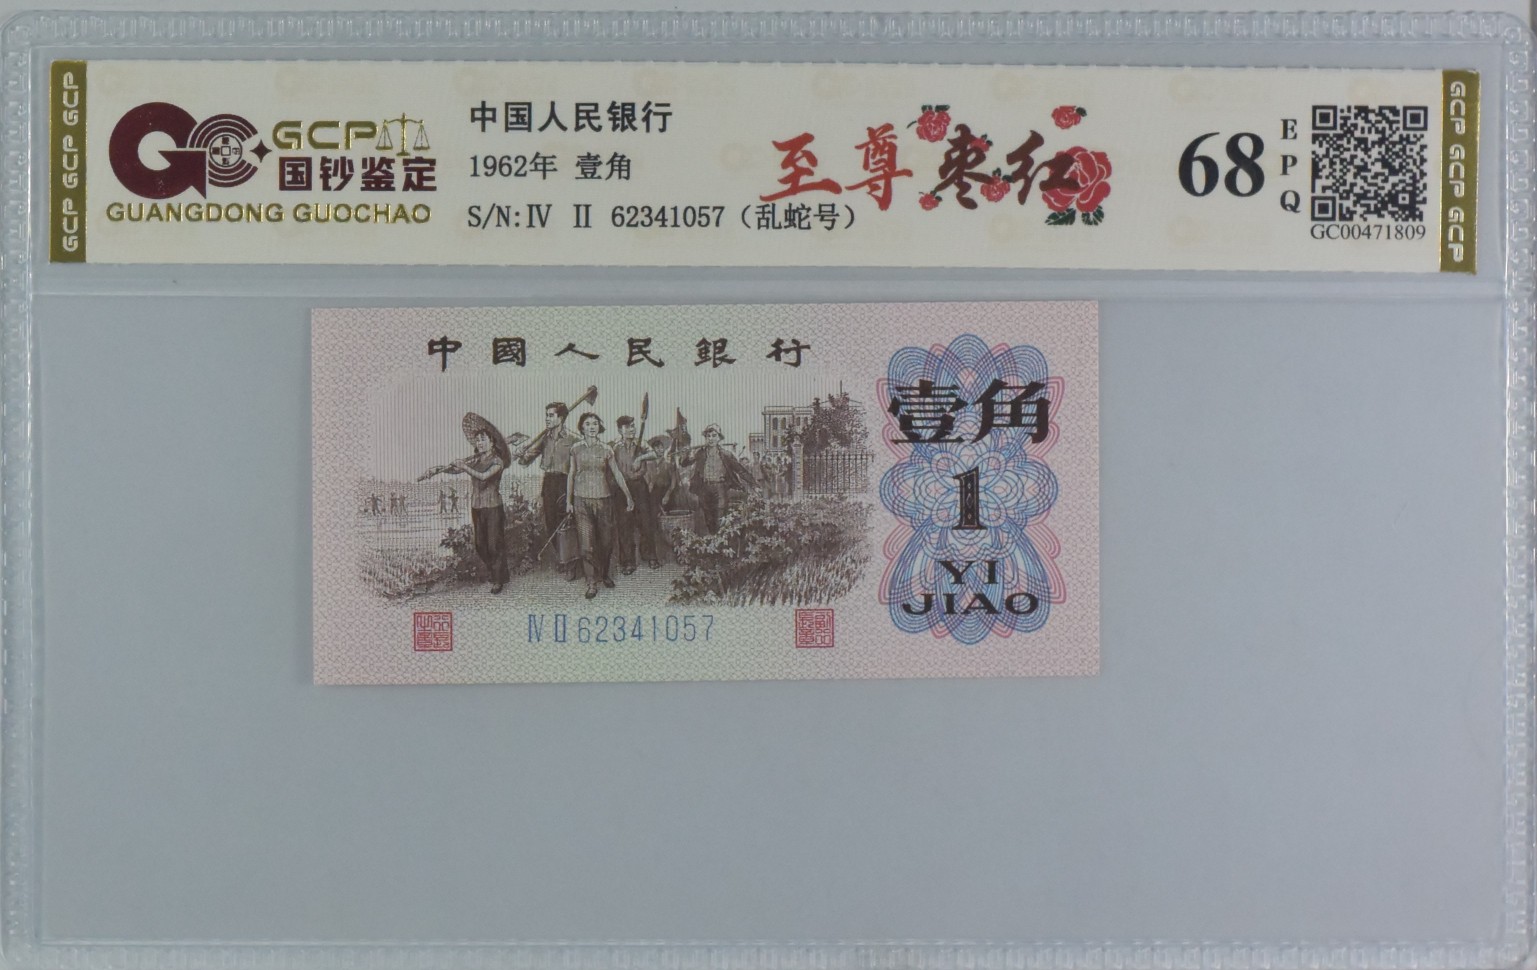 GCP GCP GCP
GCP
国钞鉴定
GUANGDONG GUOCHAO
中国人民银行
1962年 壹角
S/N:Ⅳ Ⅱ 62341057（乱蛇号）
至尊枣红
68
EPQ
GC00471809
GCP GCP GCP
中國人民銀行
壹角
1
YI
JIAO
Ⅳ Ⅱ 62341057